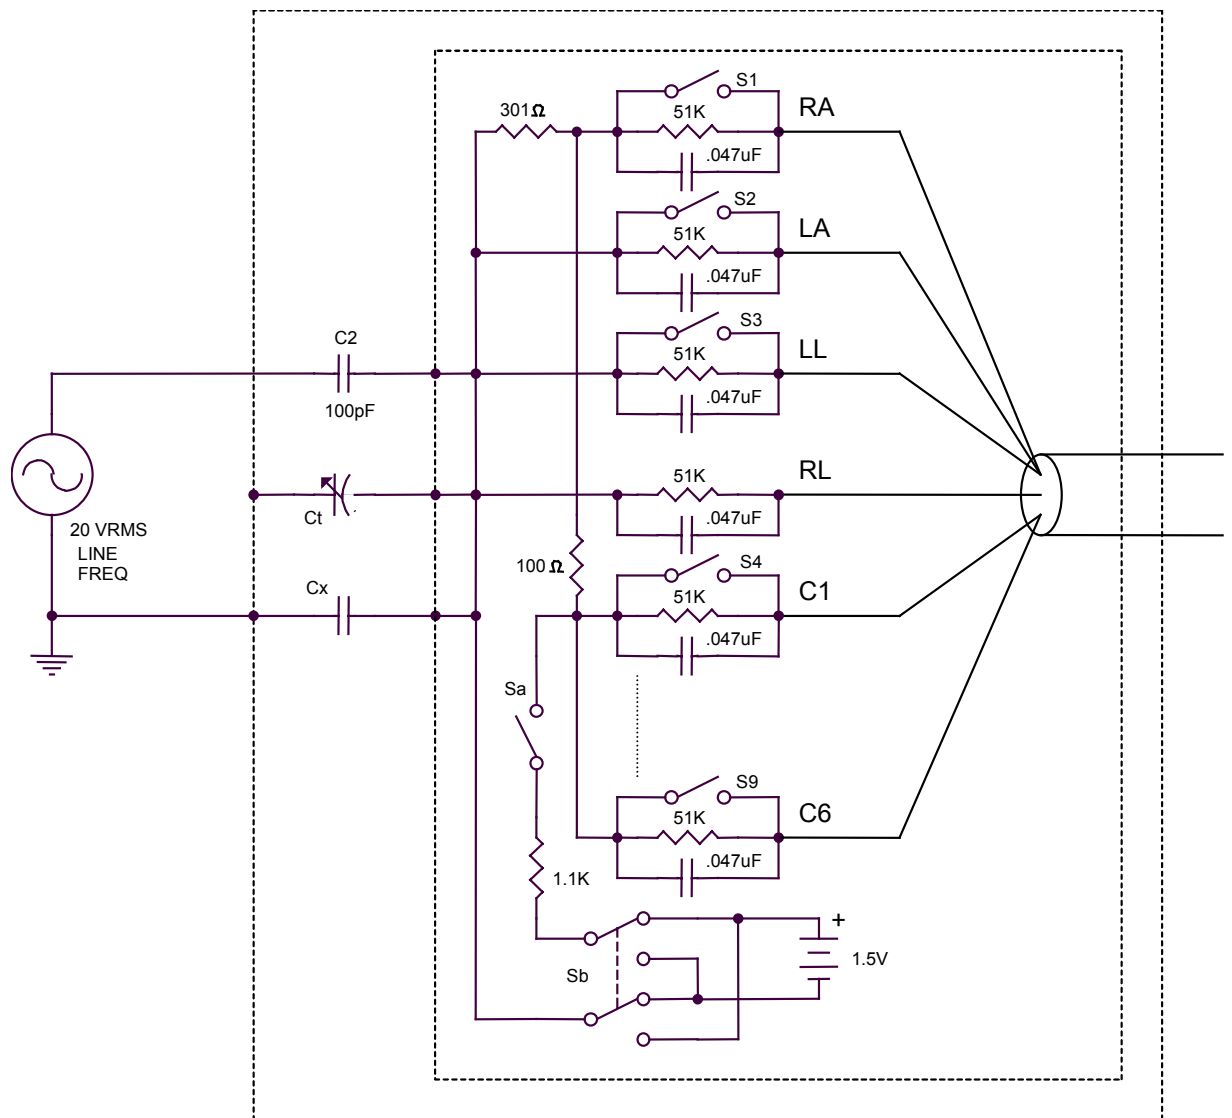 S1
301Ω
51K
RA
.047uF
S2
51K
LA
.047uF
S3
C2
51K
LL
100pF
.047uF
RL
51K
Ct
.047uF
20 VRMS
LINE
FREQ
100Ω
S4
Cx
51K
C1
.047uF
Sa
S9
51K
C6
.047uF
1.1K
+
1.5V
Sb